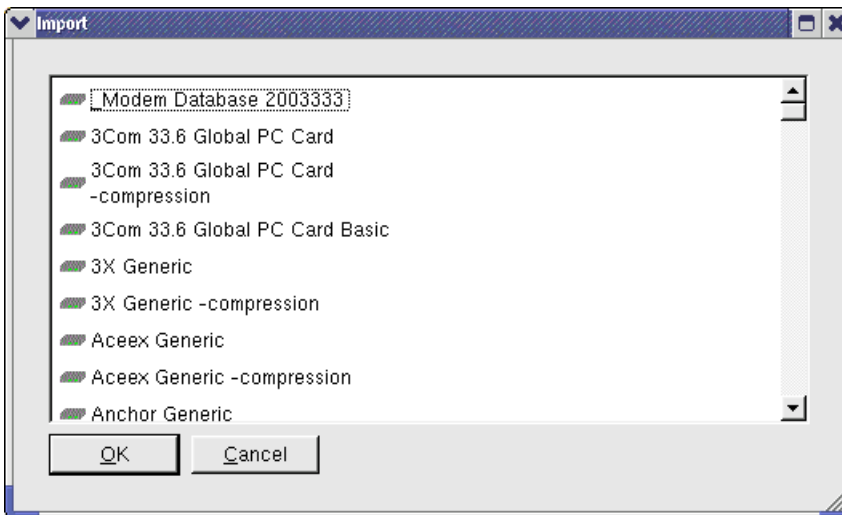 Import
_Modem Database 2003333
3Com 33.6 Global PC Card
3Com 33.6 Global PC Card
-compression
3Com 33.6 Global PC Card Basic
3X Generic
3X Generic -compression
Aceex Generic
Aceex Generic -compression
Anchor Generic
OK
Cancel